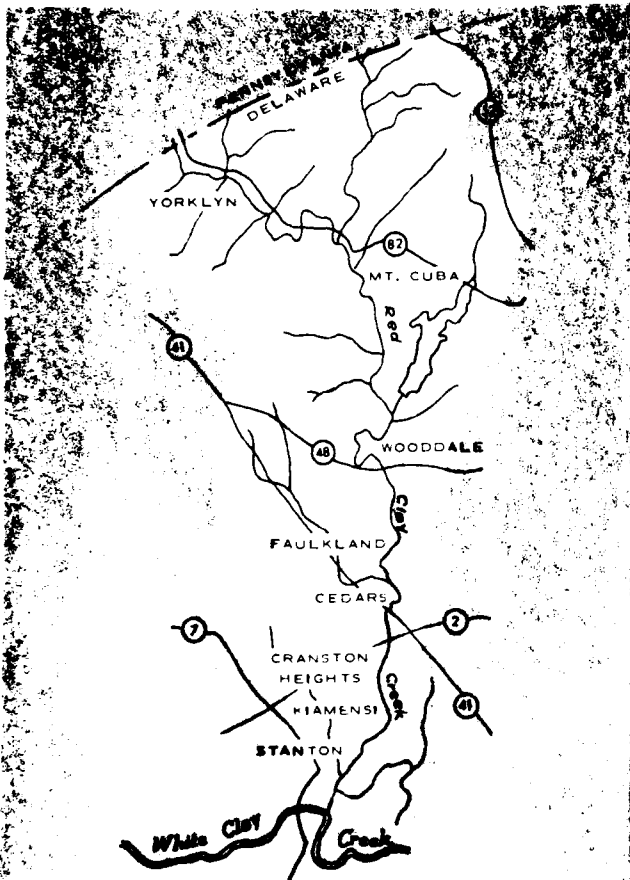 PENNSYLVANIA
DELAWARE
YORKLYN
82
MT. CUBA
Red
41
48
WOODDALE
Clay
FAULKLAND
CEDARS
7
2
CRANSTON
HEIGHTS
Creek
KIAMENSI
41
STANTON
White Clay
Creek